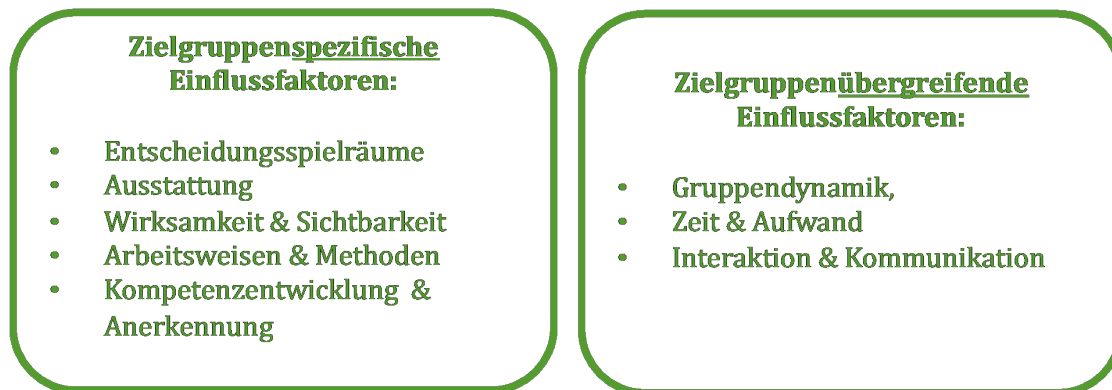 Zielgruppenspezifische
Einflussfaktoren:
• Entscheidungsspielräume
• Ausstattung
• Wirksamkeit & Sichtbarkeit
• Arbeitsweisen & Methoden
• Kompetenzentwicklung &
Anerkennung
Zielgruppenübergreifende
Einflussfaktoren:
• Gruppendynamik,
• Zeit & Aufwand
• Interaktion & Kommunikation